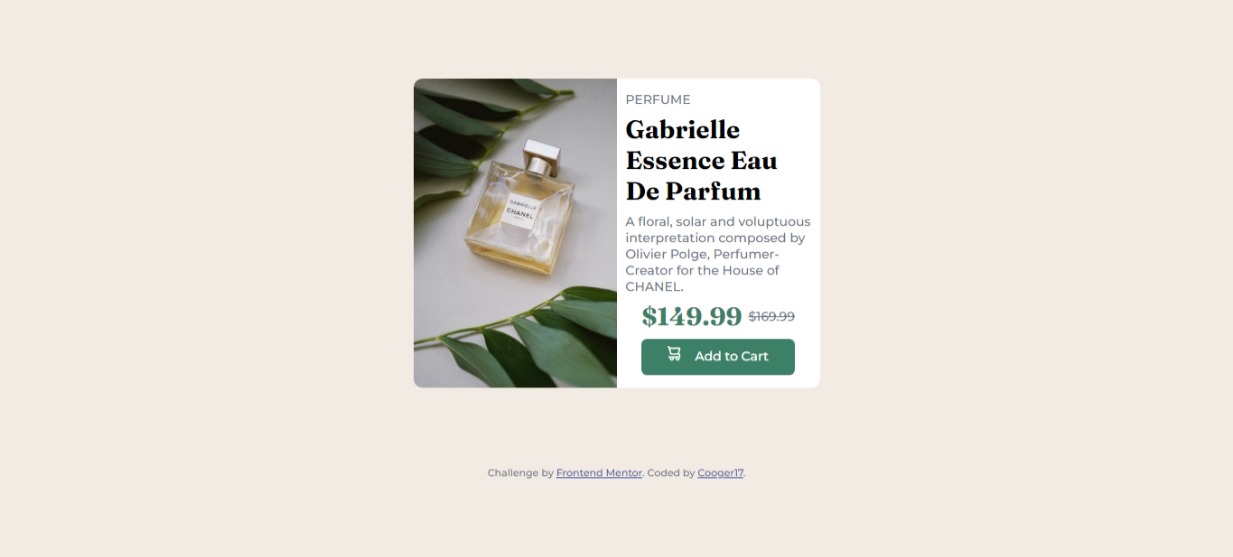 PERFUME
Gabrielle
Essence Eau
De Parfum
GABRIELLE
CHANEL
A floral, solar and voluptuous
interpretation composed by
Olivier Polge, Perfumer-
Creator for the House of
CHANEL.
$149.99 $169.99
Add to Cart
Challenge by Frontend Mentor. Coded by Cooger17.